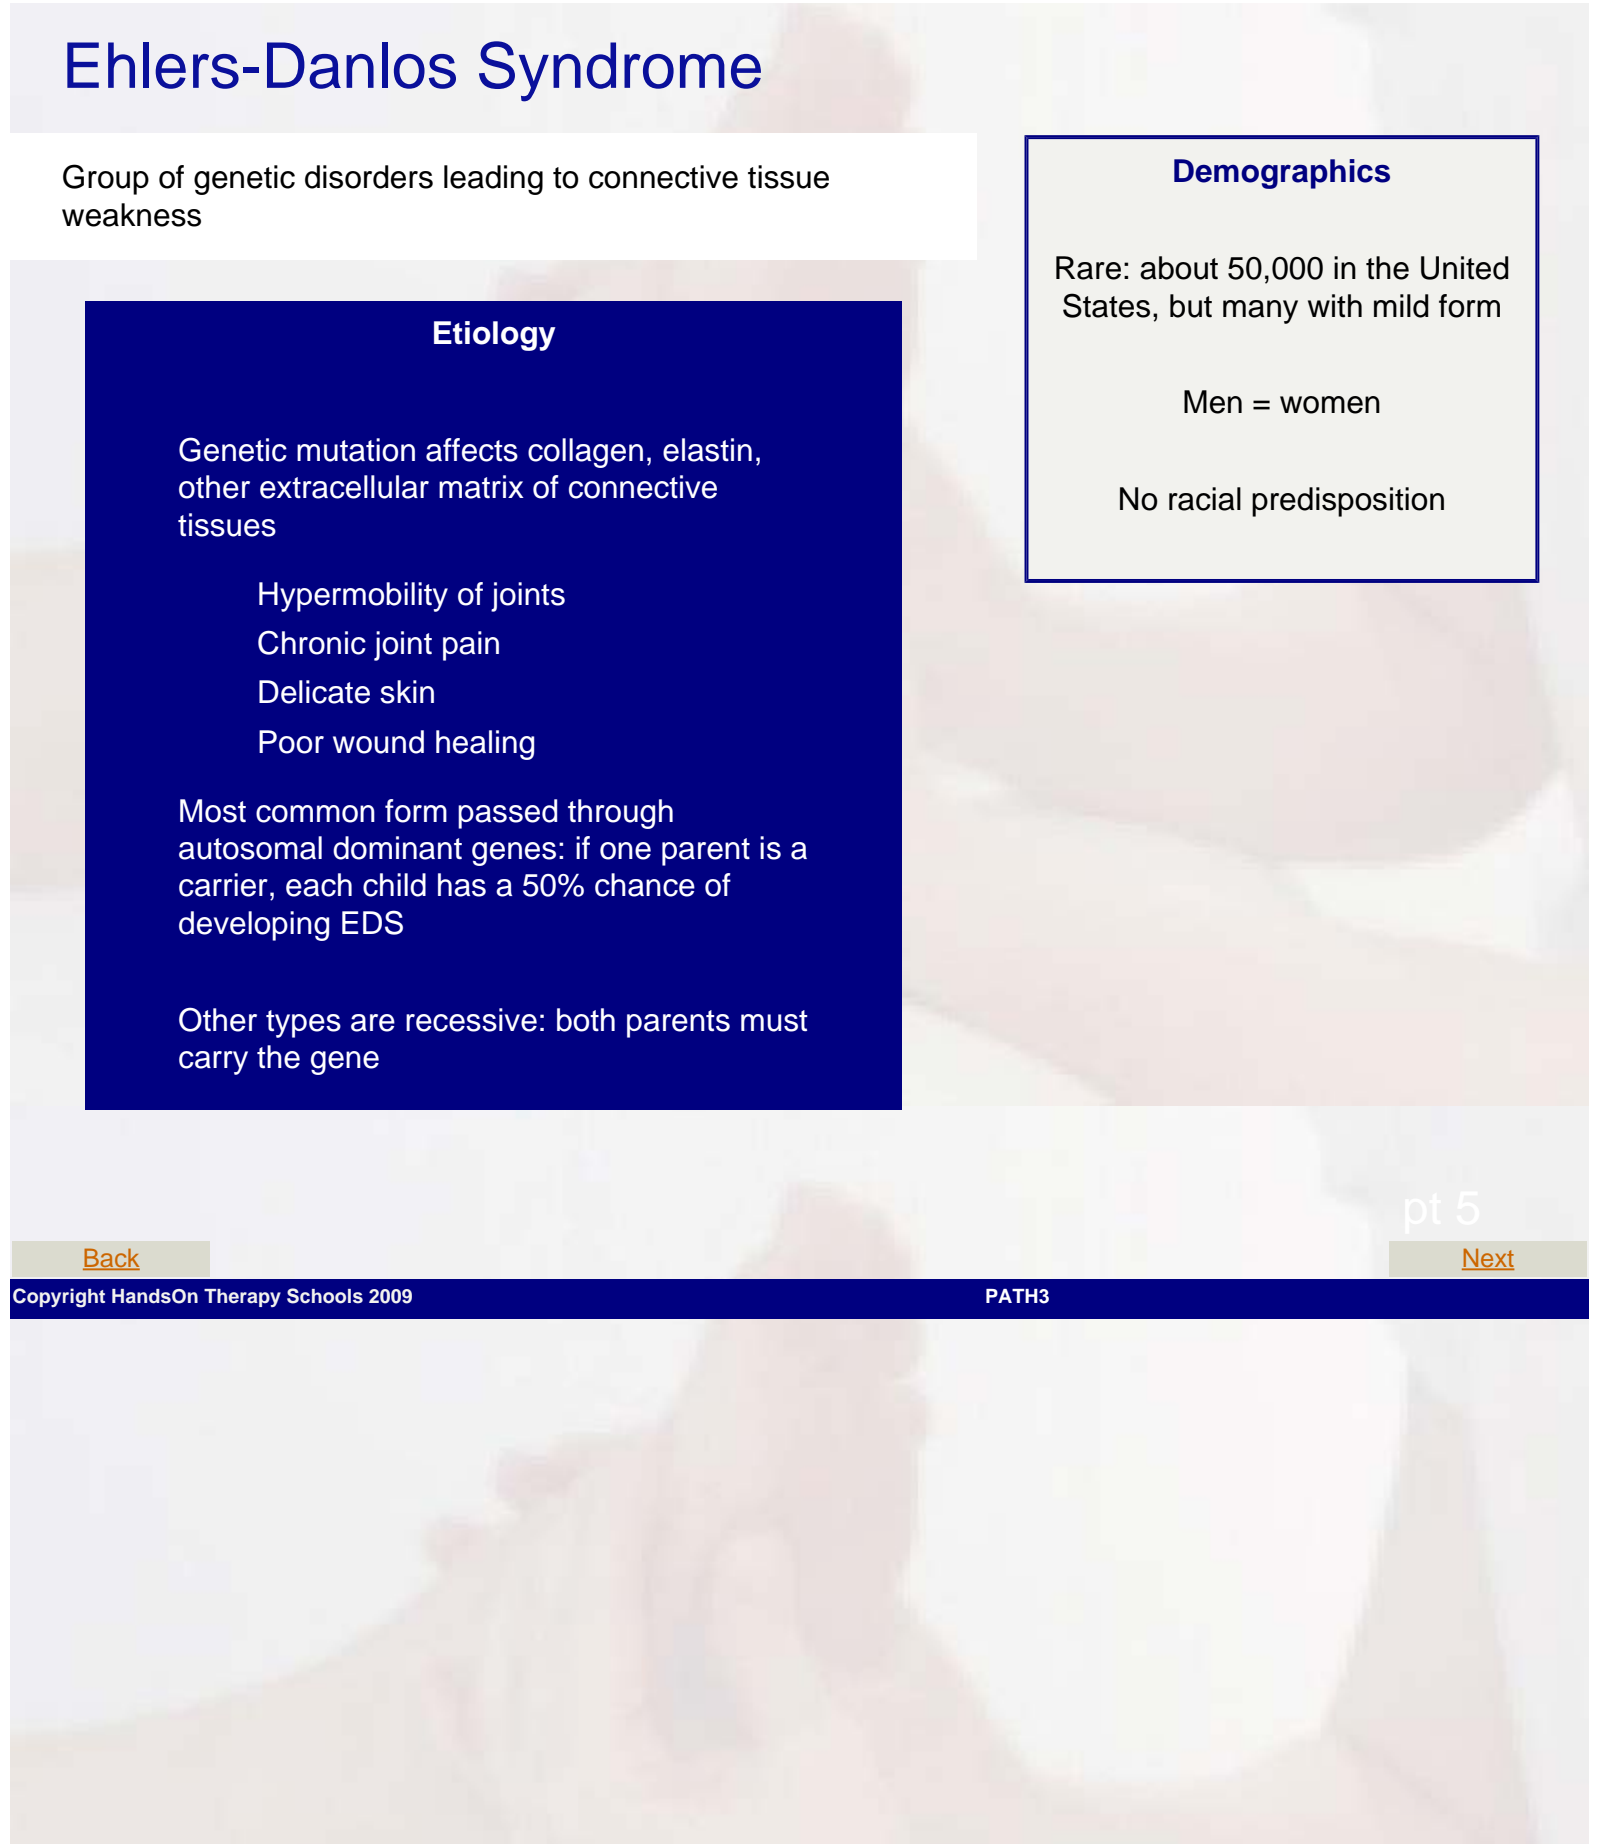 Ehlers-Danlos Syndrome
Group of genetic disorders leading to connective tissue
weakness
Demographics
Rare: about 50,000 in the United
States, but many with mild form
Men = women
No racial predisposition
Etiology
Genetic mutation affects collagen, elastin,
other extracellular matrix of connective
tissues
Hypermobility of joints
Chronic joint pain
Delicate skin
Poor wound healing
Most common form passed through
autosomal dominant genes: if one parent is a
carrier, each child has a 50% chance of
developing EDS
Other types are recessive: both parents must
carry the gene
pt 5
Back
Next
Copyright HandsOn Therapy Schools 2009
PATH3